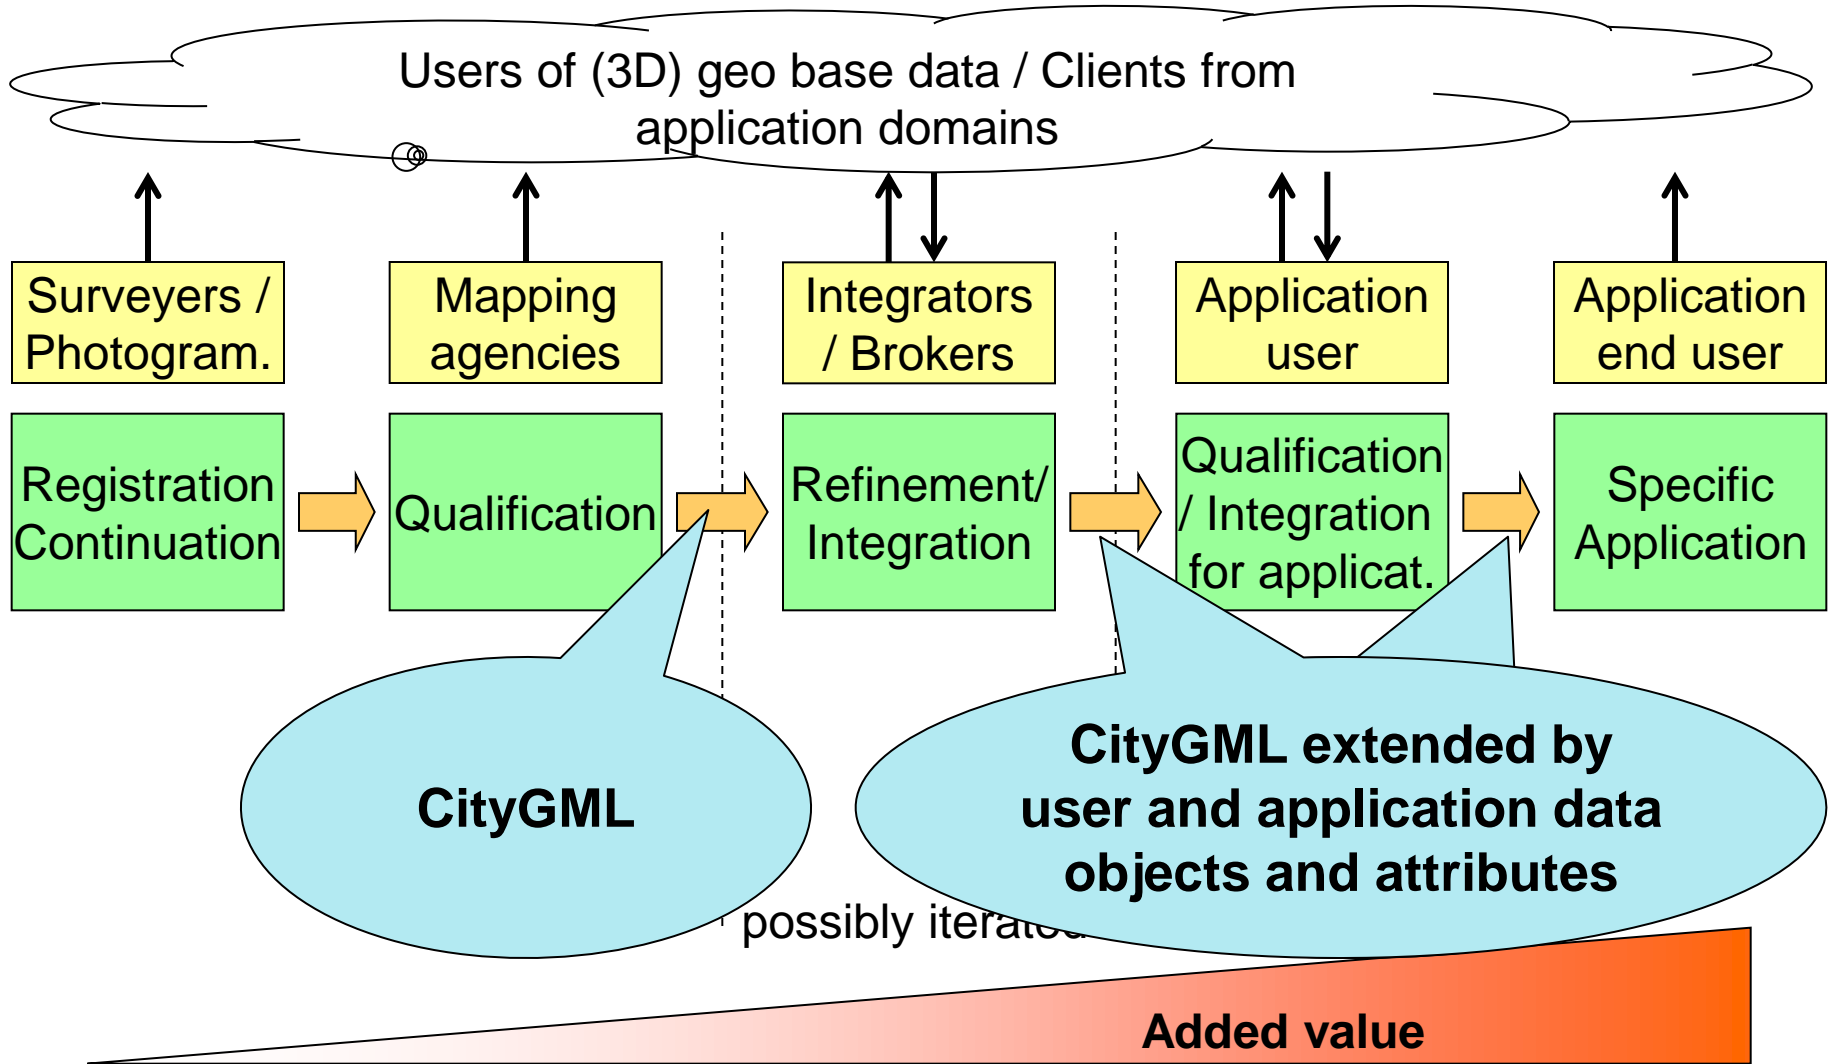 Users of (3D) geo base data / Clients from
application domains
Surveyers /
Photogram.
Mapping
agencies
Integrators
/ Brokers
Application
user
Application
end user
Registration
Continuation
Qualification
Refinement/
Integration
Qualification
/ Integration
for applicat.
Specific
Application
CityGML
CityGML extended by
user and application data
objects and attributes
possibly iterated
Added value